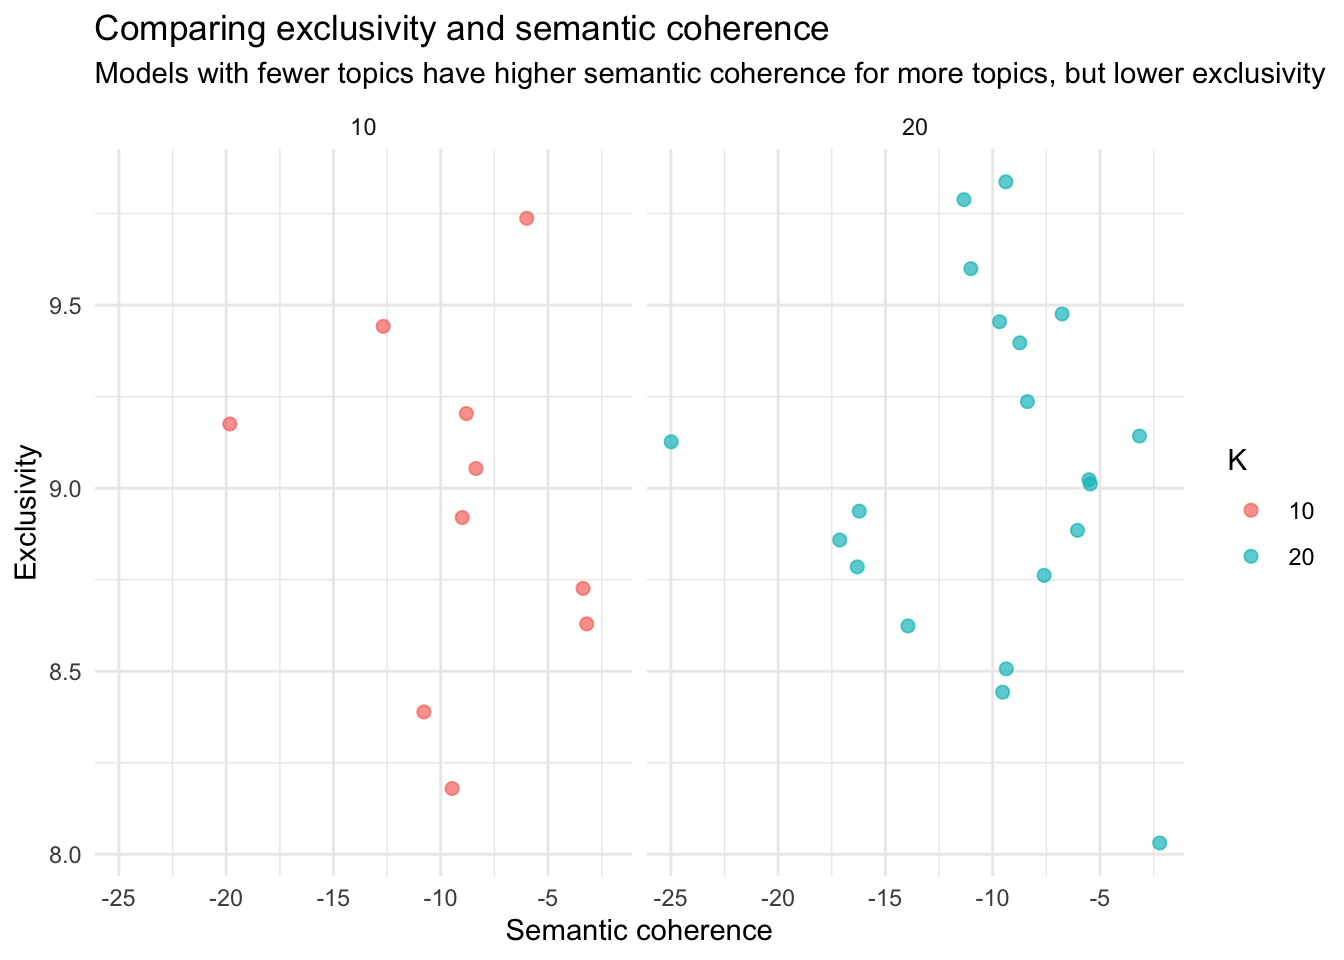 Comparing exclusivity and semantic coherence
Models with fewer topics have higher semantic coherence for more topics, but lower exclusivity
10
20
9.5
9.0
8.5
8.0
Exclusivity
-25 -20 -15 -10 -5
-25 -20 -15 -10 -5
Semantic coherence
K
10
20